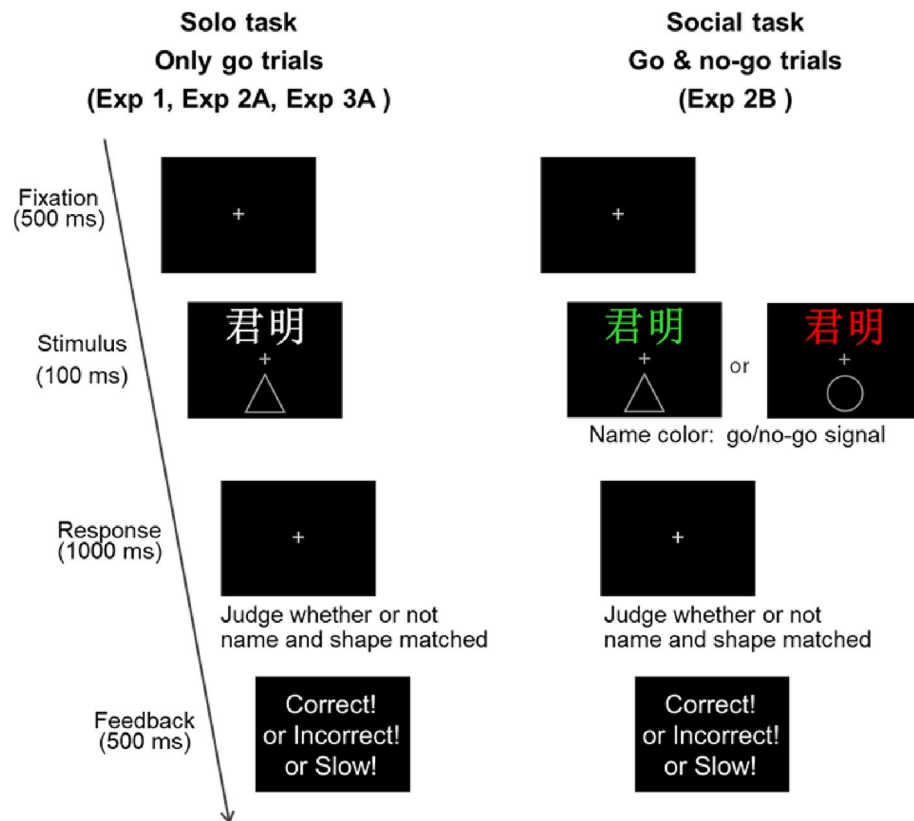 Solo task
Only go trials
(Exp 1, Exp 2A, Exp 3A )
Social task
Go & no-go trials
(Exp 2B )
Fixation
(500 ms)
+
+
Stimulus
(100 ms)
君明
+
君明
+
or
君明
+
Name color: go/no-go signal
Response
(1000 ms)
+
Judge whether or not
name and shape matched
+
Judge whether or not
name and shape matched
Feedback
(500 ms)
Correct!
or Incorrect!
or Slow!
Correct!
or Incorrect!
or Slow!